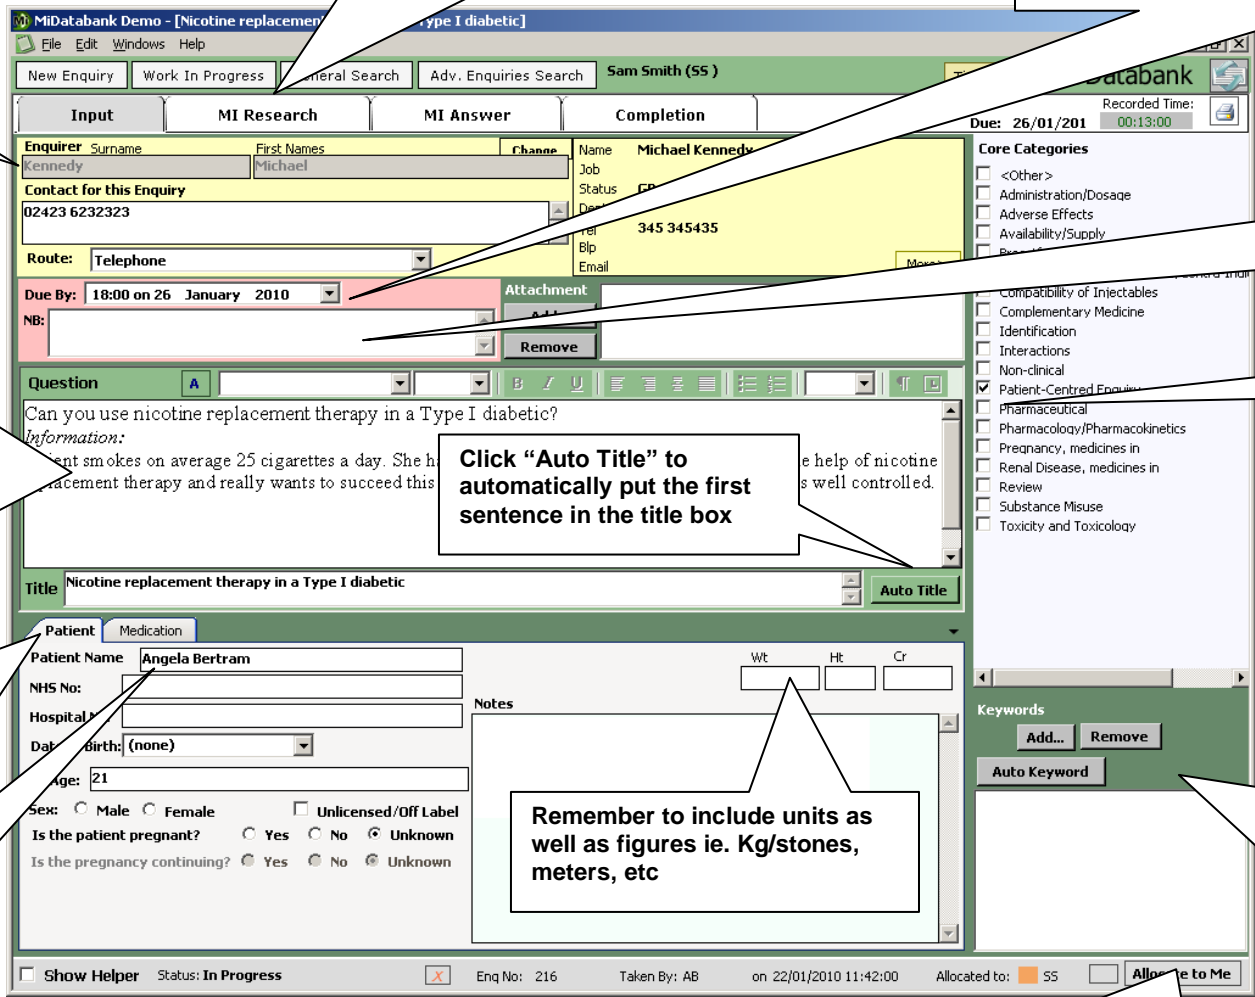 MiDatabank Demo - [Nicotine replacement Type I diabetic]
File Edit Windows Help
New Enquiry Work In Progress General Search Adv. Enquiries Search Sam Smith (SS )
Databank
Input MI Research MI Answer Completion
Recorded Time:
Due: 26/01/201 00:13:00
Enquirer Surname First Names Change
Kennedy Michael
Contact for this Enquiry
02423 6232323
Route: Telephone
Name Michael Kennedy
Job
Status
Tel 345 345435
Blp
Email
Due By: 18:00 on 26 January 2010
NB:
Attachment
Add
Remove
Question A B I U
Can you use nicotine replacement therapy in a Type I diabetic?
Information:
smokes on average 25 cigarettes a day. She help of nicotine
replacement therapy and really wants to succeed this s well controlled.
Click “Auto Title” to
automatically put the first
sentence in the title box
Title Nicotine replacement therapy in a Type I diabetic Auto Title
Patient Medication
Patient Name Angela Bertram
NHS No:
Hospital
Birth: (none)
Age: 21
Sex: Male Female Unlicensed/Off Label
Is the patient pregnant? Yes No Unknown
Is the pregnancy continuing? Yes No Unknown
Wt Ht Cr
Notes
Remember to include units as
well as figures ie. Kg/stones,
meters, etc
Core Categories
<Other>
Administration/Dosage
Adverse Effects
Availability/Supply
Compatibility of Injectables
Complementary Medicine
Identification
Interactions
Non-clinical
Patient-Centred Enquiry
Pharmaceutical
Pharmacology/Pharmacokinetics
Pregnancy, medicines in
Renal Disease, medicines in
Review
Substance Misuse
Toxicity and Toxicology
Keywords
Add... Remove
Auto Keyword
Show Helper Status: In Progress X Enq No: 216 Taken By: AB on 22/01/2010 11:42:00 Allocated to: SS Allocate to Me